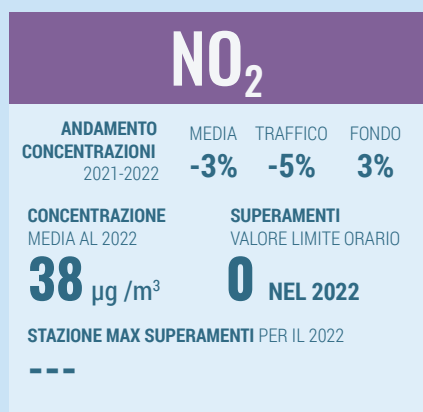 NO₂
ANDAMENTO CONCENTRAZIONI 2021-2022
MEDIA TRAFFICO FONDO
-3% -5% 3%
CONCENTRAZIONE
MEDIA AL 2022
38 µg /m³
SUPERAMENTI
VALORE LIMITE ORARIO
0 NEL 2022
STAZIONE MAX SUPERAMENTI PER IL 2022
---